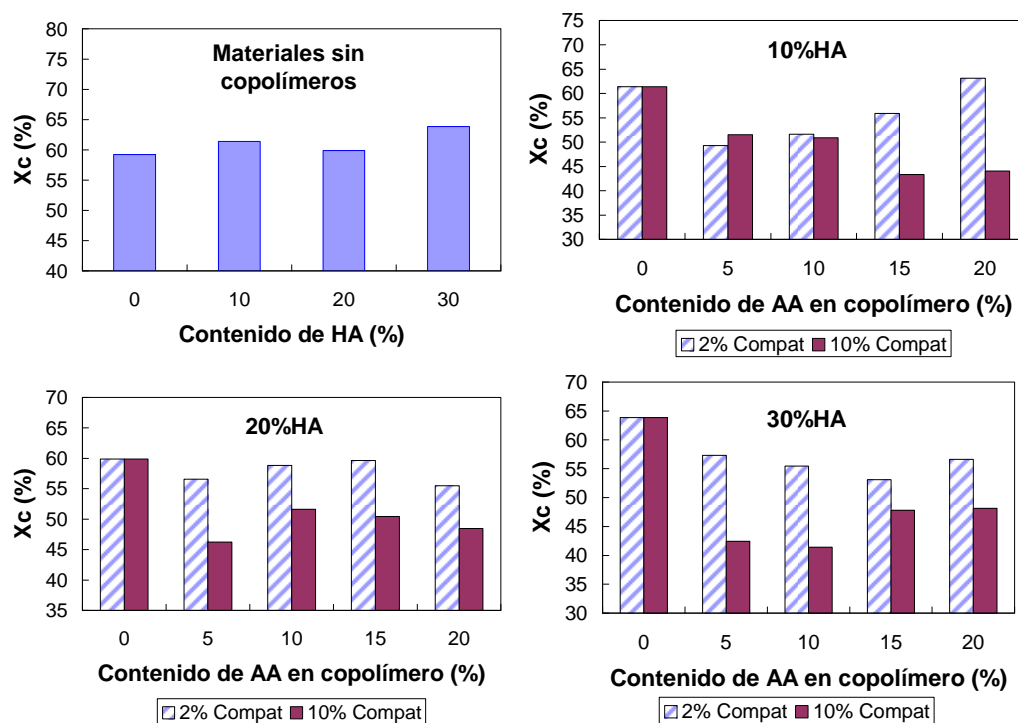 Materiales sin
copolímeros
Xc (%)
80
75
70
65
60
55
50
45
40
0 10 20 30
Contenido de HA (%)
10%HA
Xc (%)
75
70
65
60
55
50
45
40
35
30
0 5 10 15 20
Contenido de AA en copolímero (%)
2% Compat 10% Compat
20%HA
Xc (%)
70
65
60
55
50
45
40
35
0 5 10 15 20
Contenido de AA en copolímero (%)
2% Compat 10% Compat
30%HA
Xc (%)
70
65
60
55
50
45
40
35
30
0 5 10 15 20
Contenido de AA en copolímero (%)
2% Compat 10% Compat